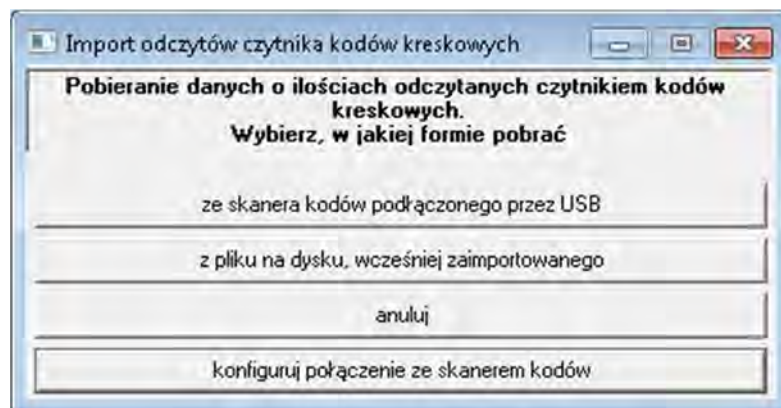 Import odczytów czytnika kodów kreskowych
Pobieranie danych o ilościach odczytanych czytnikiem kodów
kreskowych.
Wybierz, w jakiej formie pobrać
ze skanera kodów podłączonego przez USB
z pliku na dysku, wcześniej zaimportowanego
anuluj
konfiguruj połączenie ze skanerem kodów